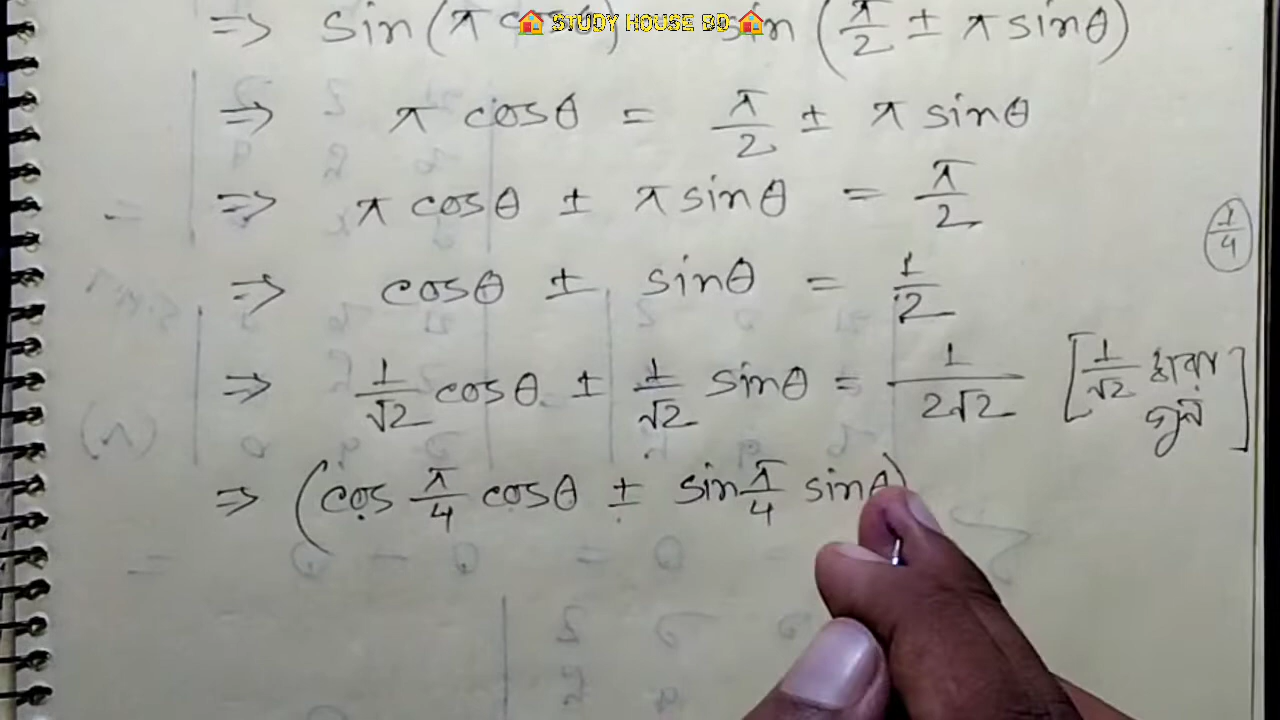 🏠 STUDY HOUSE BD 🏠
⇒ sin(π cosθ) = sin(π/2 ± π sinθ)
⇒ π cosθ = π/2 ± π sinθ
⇒ π cosθ ± π sinθ = π/2
1/4
⇒ cosθ ± sinθ = 1/2
⇒ 1/√2 cosθ ± 1/√2 sinθ = 1/2√2 [1/√2 দ্বারা
গুন]
⇒ (cos π/4 cosθ ± sin π/4 sinθ)